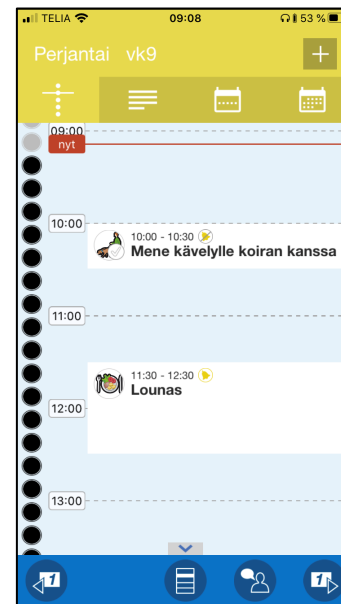 TELIA 09:08 53 %
Perjantai vk9
09:00
nyt
10:00
10:00 - 10:30
Mene kävelylle koiran kanssa
11:00
11:30 - 12:30
Lounas
12:00
13:00
1
1